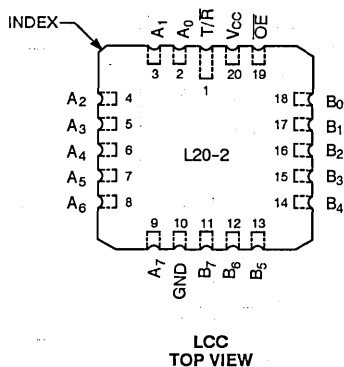 INDEX
A1 A0 T/R̅ VCC O̅E̅
3 2 1 20 19
A2 4 18 B0
A3 5 17 B1
A4 6 L20-2 16 B2
A5 7 15 B3
A6 8 14 B4
9 10 11 12 13
A7 GND B7 B6 B5
LCC
TOP VIEW